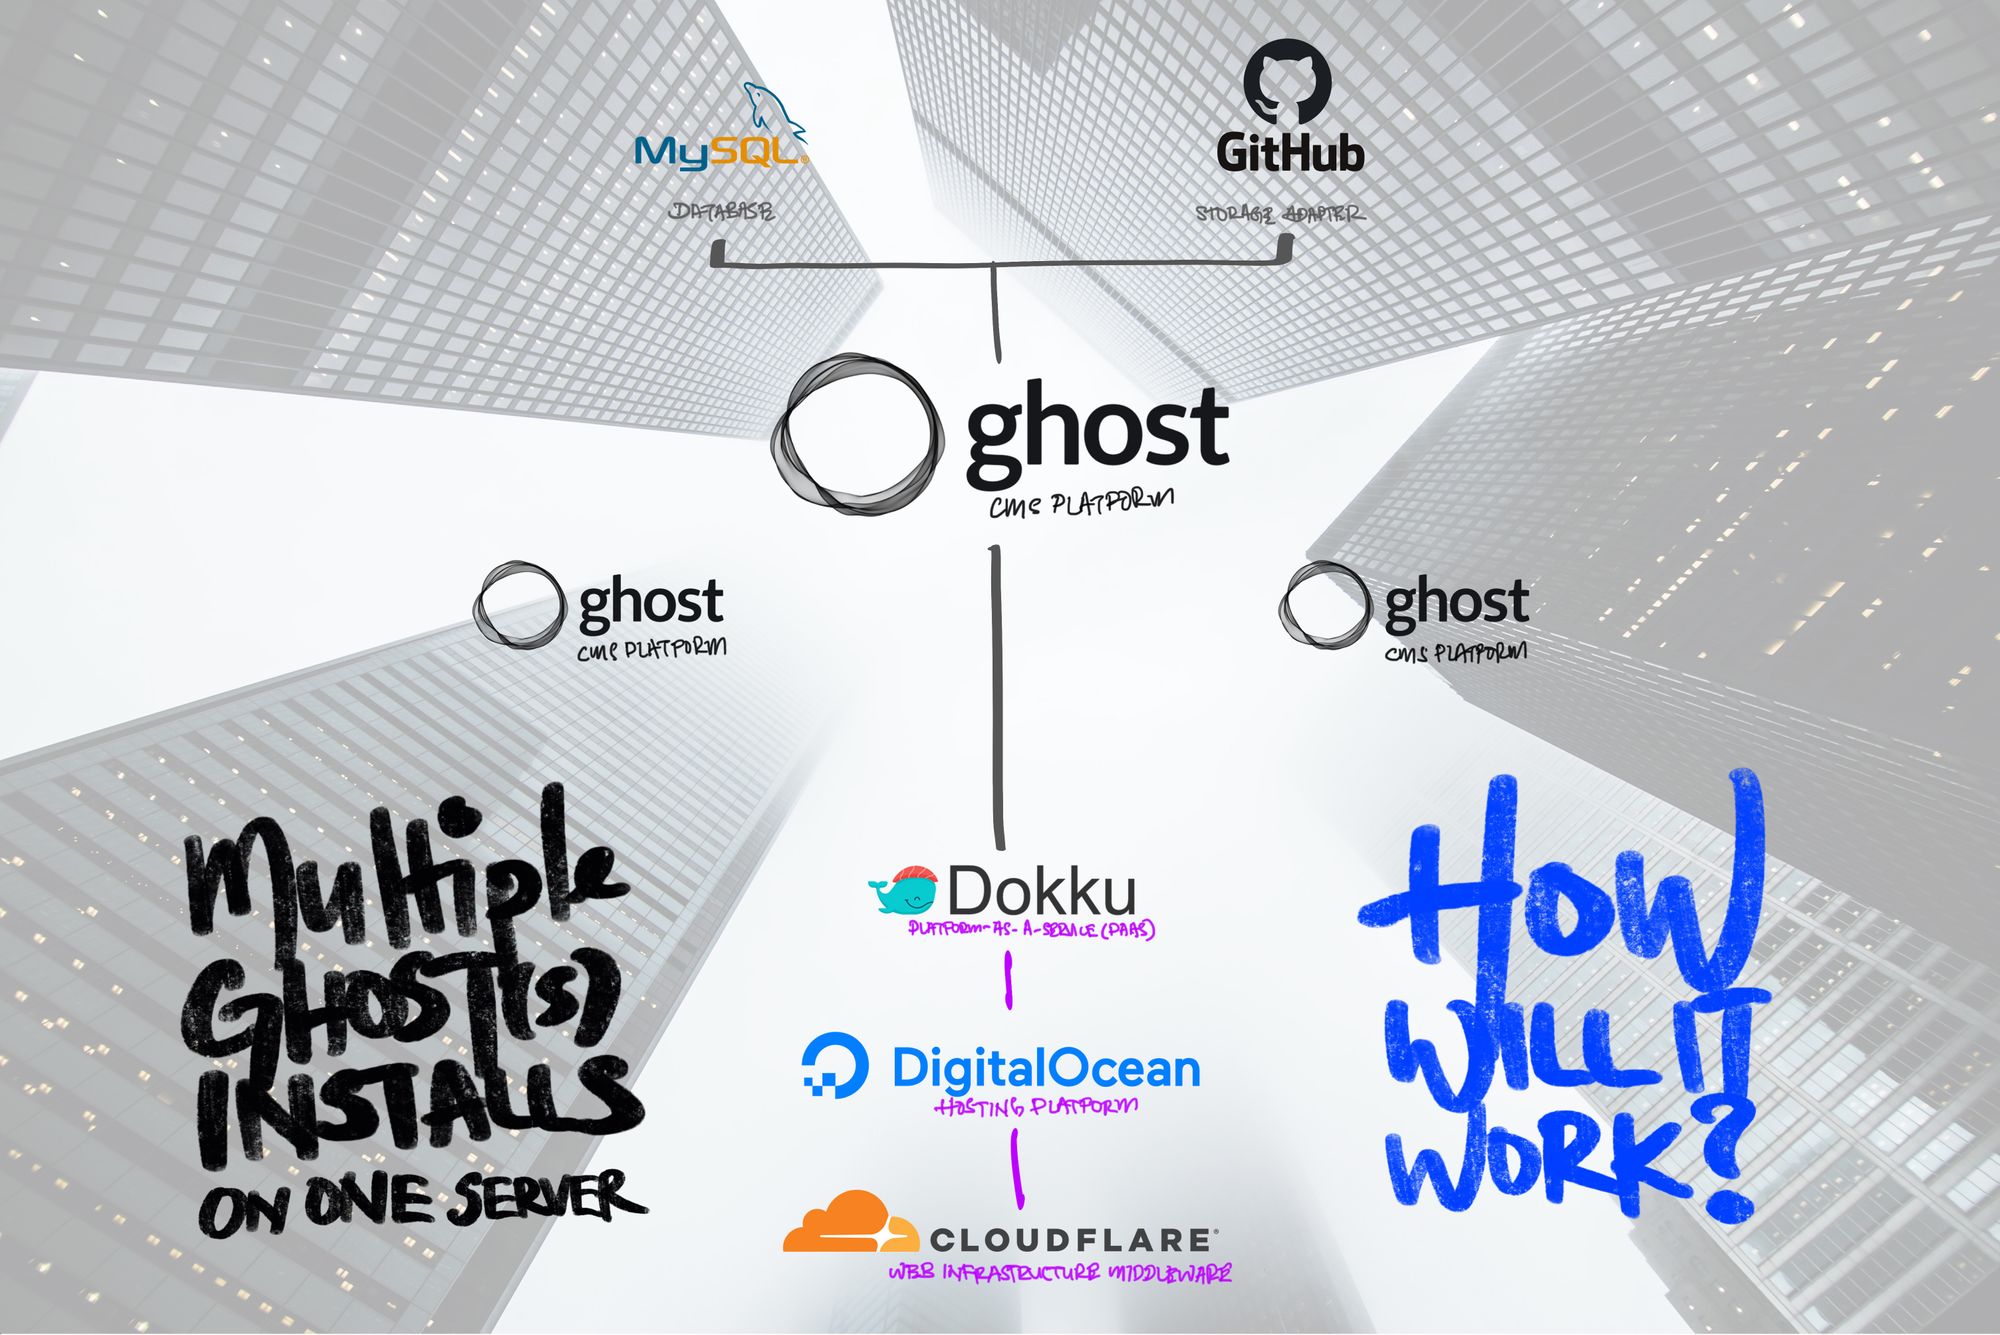 MySQL®
DATABASE
GitHub
STORAGE ADAPTER
ghost
CMS PLATFORM
ghost
CMS PLATFORM
ghost
CMS PLATFORM
Multiple
GHOST(S)
INSTALLS
ON ONE SERVER
HOW
WILL IT
WORK?
Dokku
PLATFORM-AS-A-SERVICE (PAAS)
DigitalOcean
HOSTING PLATFORM
CLOUDFLARE®
WEB INFRASTRUCTURE MIDDLEWARE